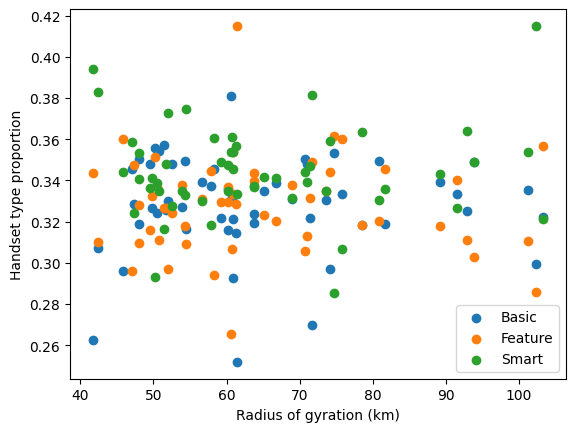 0.42
0.40
0.38
0.36
0.34
0.32
0.30
0.28
0.26
Handset type proportion
40 50 60 70 80 90 100
Radius of gyration (km)
Basic
Feature
Smart